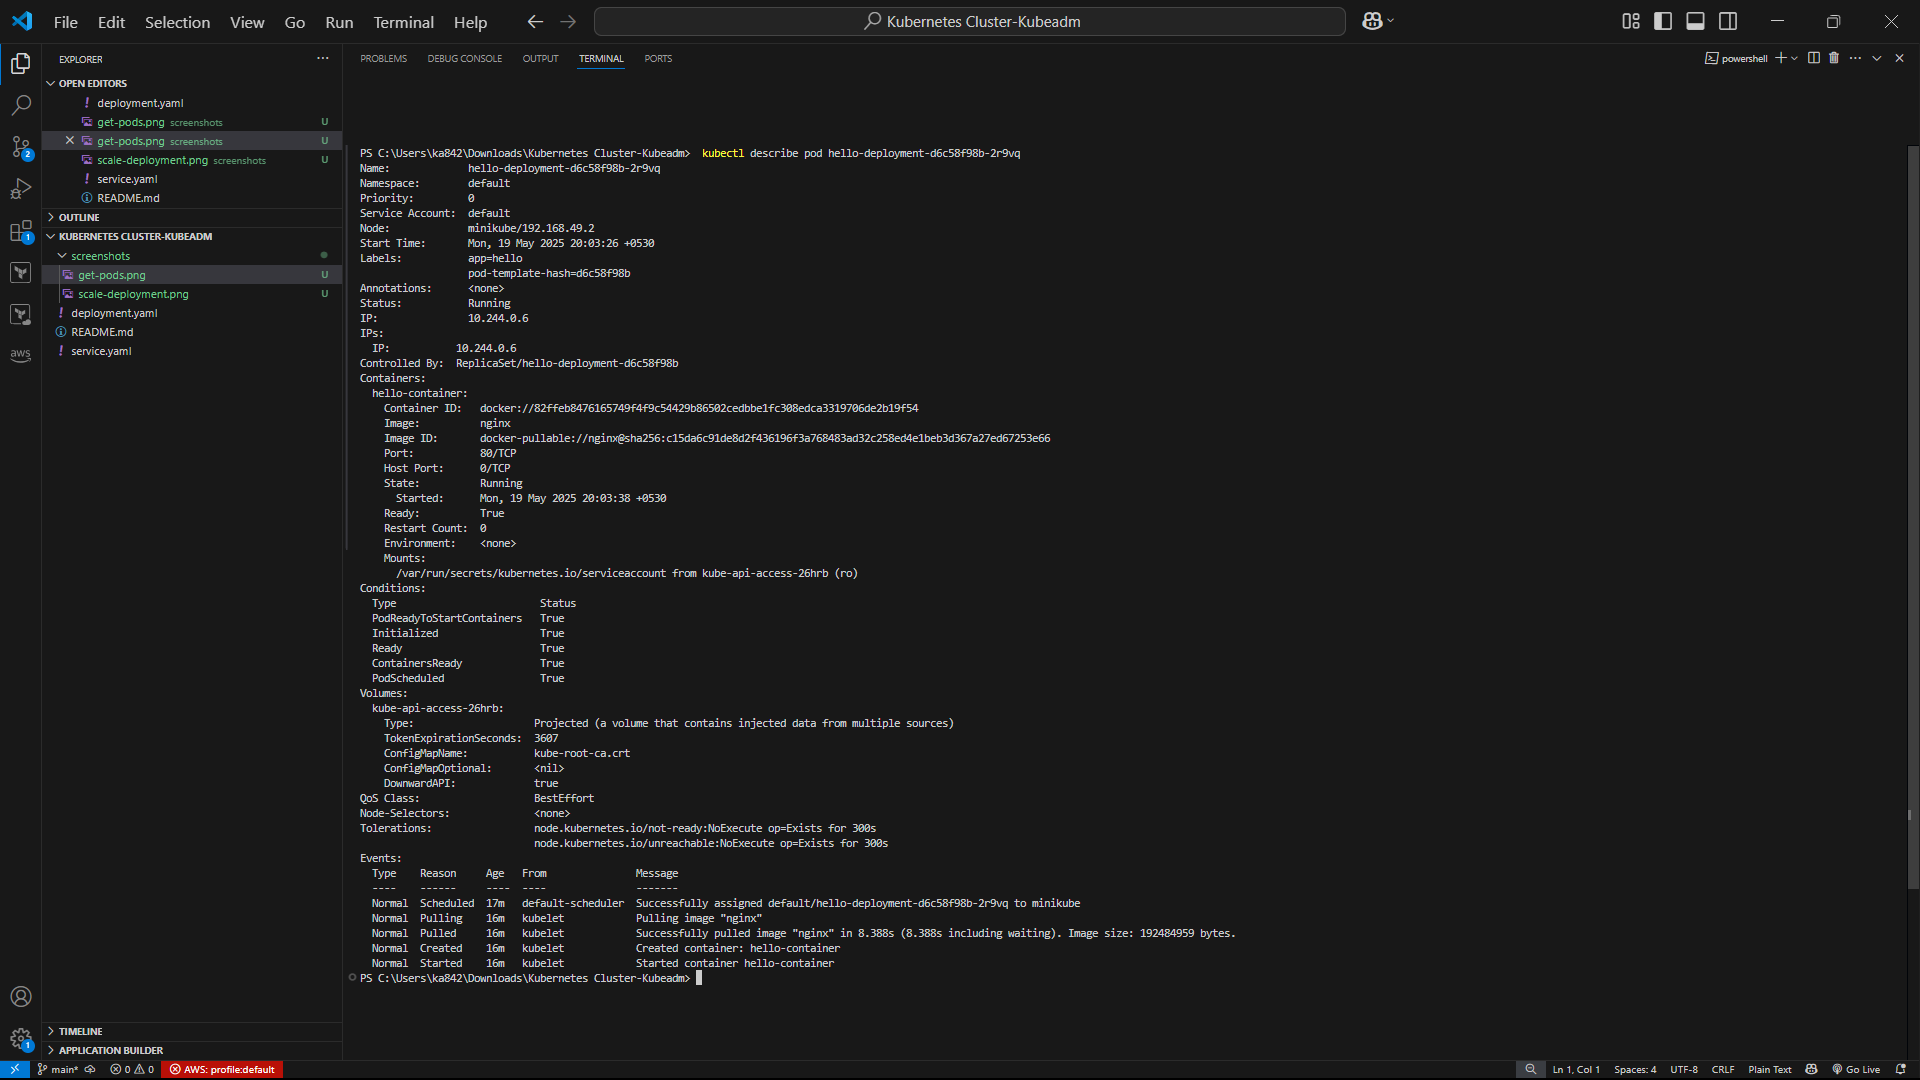 File Edit Selection View Go Run Terminal Help Kubernetes Cluster-Kubeadm
EXPLORER
OPEN EDITORS
! deployment.yaml
get-pods.png screenshots U
get-pods.png screenshots U
scale-deployment.png screenshots U
! service.yaml
README.md
OUTLINE
KUBERNETES CLUSTER-KUBEADM
screenshots
get-pods.png U
scale-deployment.png U
! deployment.yaml
README.md
! service.yaml
TIMELINE
APPLICATION BUILDER
2
1
aws
1
PROBLEMS DEBUG CONSOLE OUTPUT TERMINAL PORTS
powershell
PS C:\Users\ka842\Downloads\Kubernetes Cluster-Kubeadm> kubectl describe pod hello-deployment-d6c58f98b-2r9vq
Name: hello-deployment-d6c58f98b-2r9vq
Namespace: default
Priority: 0
Service Account: default
Node: minikube/192.168.49.2
Start Time: Mon, 19 May 2025 20:03:26 +0530
Labels: app=hello
pod-template-hash=d6c58f98b
Annotations: <none>
Status: Running
IP: 10.244.0.6
IPs:
IP: 10.244.0.6
Controlled By: ReplicaSet/hello-deployment-d6c58f98b
Containers:
hello-container:
Container ID: docker://82ffeb8476165749f4f9c54429b86502cedbbe1fc308edca3319706de2b19f54
Image: nginx
Image ID: docker-pullable://nginx@sha256:c15da6c91de8d2f436196f3a768483ad32c258ed4e1beb3d367a27ed67253e66
Port: 80/TCP
Host Port: 0/TCP
State: Running
Started: Mon, 19 May 2025 20:03:38 +0530
Ready: True
Restart Count: 0
Environment: <none>
Mounts:
/var/run/secrets/kubernetes.io/serviceaccount from kube-api-access-26hrb (ro)
Conditions:
Type Status
PodReadyToStartContainers True
Initialized True
Ready True
ContainersReady True
PodScheduled True
Volumes:
kube-api-access-26hrb:
Type: Projected (a volume that contains injected data from multiple sources)
TokenExpirationSeconds: 3607
ConfigMapName: kube-root-ca.crt
ConfigMapOptional: <nil>
DownwardAPI: true
QoS Class: BestEffort
Node-Selectors: <none>
Tolerations: node.kubernetes.io/not-ready:NoExecute op=Exists for 300s
node.kubernetes.io/unreachable:NoExecute op=Exists for 300s
Events:
Type Reason Age From Message
---- ------ ---- ---- -------
Normal Scheduled 17m default-scheduler Successfully assigned default/hello-deployment-d6c58f98b-2r9vq to minikube
Normal Pulling 16m kubelet Pulling image "nginx"
Normal Pulled 16m kubelet Successfully pulled image "nginx" in 8.388s (8.388s including waiting). Image size: 192484959 bytes.
Normal Created 16m kubelet Created container: hello-container
Normal Started 16m kubelet Started container hello-container
PS C:\Users\ka842\Downloads\Kubernetes Cluster-Kubeadm>
main* 0 0 AWS: profile:default Ln 1, Col 1 Spaces: 4 UTF-8 CRLF Plain Text Go Live